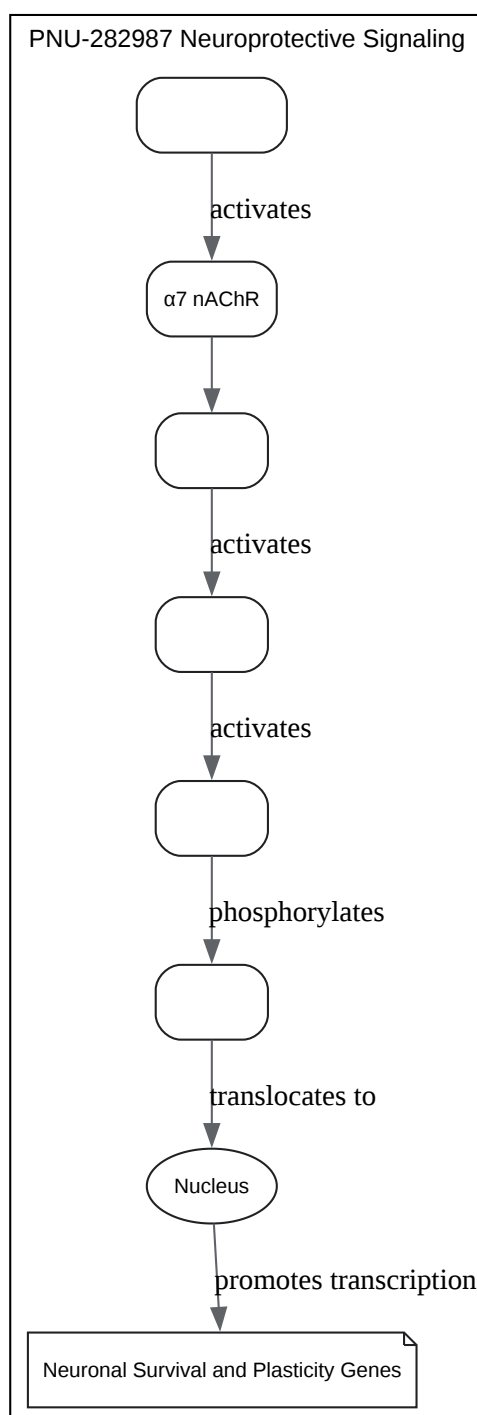 PNU-282987 Neuroprotective Signaling
activates
α7 nAChR
activates
activates
phosphorylates
translocates to
Nucleus
promotes transcription
Neuronal Survival and Plasticity Genes